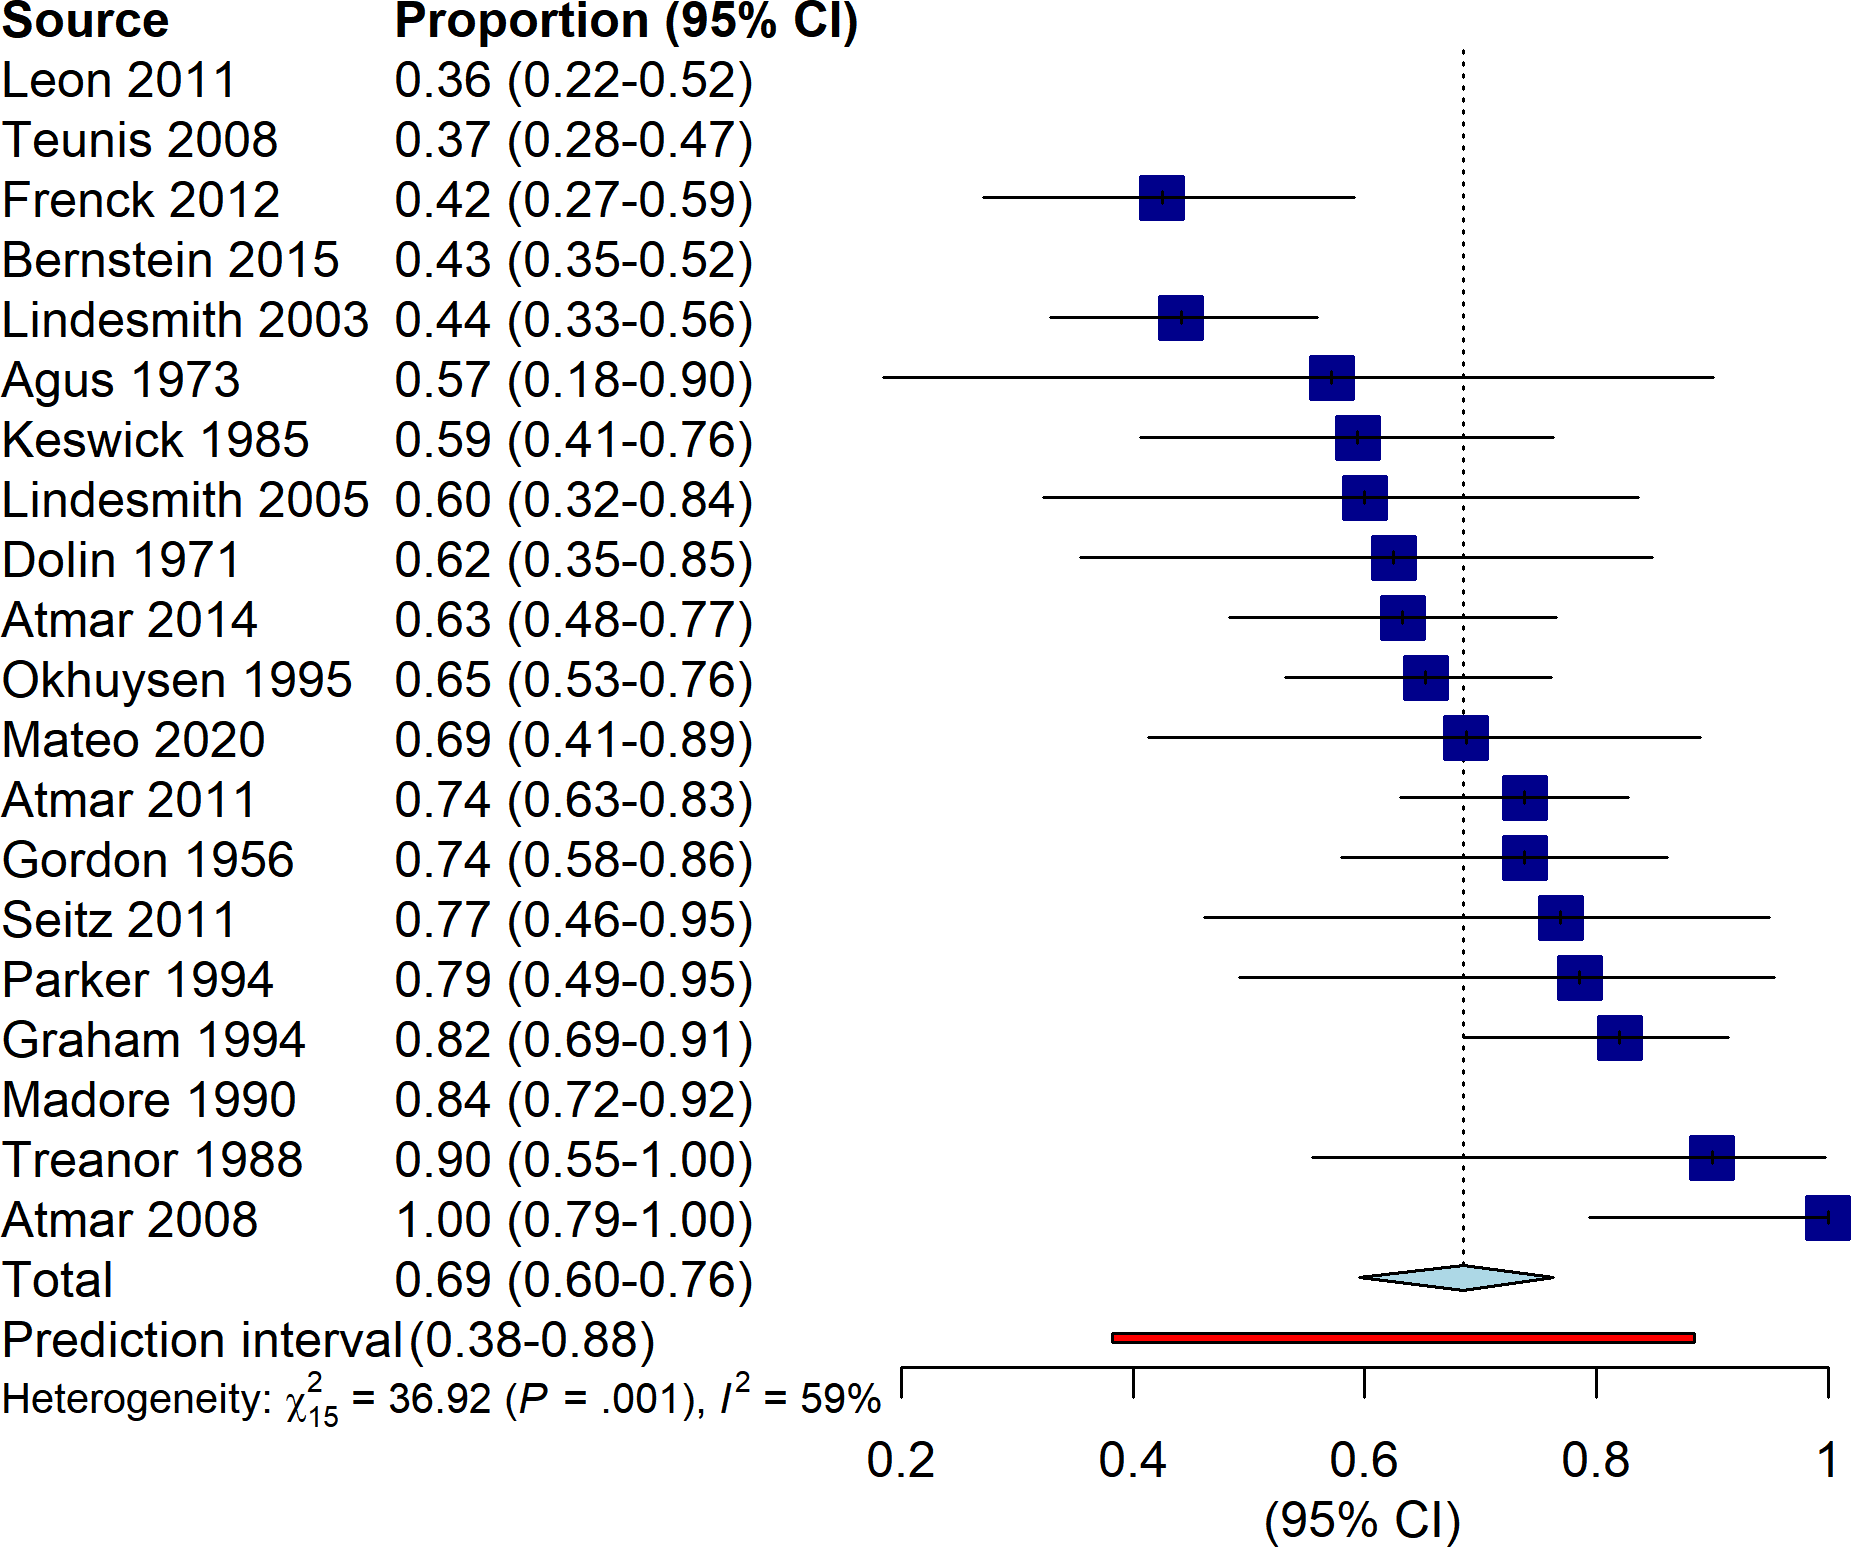 Source Proportion (95% CI)
Leon 2011 0.36 (0.22-0.52)
Teunis 2008 0.37 (0.28-0.47)
Frenck 2012 0.42 (0.27-0.59)
Bernstein 2015 0.43 (0.35-0.52)
Lindesmith 2003 0.44 (0.33-0.56)
Agus 1973 0.57 (0.18-0.90)
Keswick 1985 0.59 (0.41-0.76)
Lindesmith 2005 0.60 (0.32-0.84)
Dolin 1971 0.62 (0.35-0.85)
Atmar 2014 0.63 (0.48-0.77)
Okhuysen 1995 0.65 (0.53-0.76)
Mateo 2020 0.69 (0.41-0.89)
Atmar 2011 0.74 (0.63-0.83)
Gordon 1956 0.74 (0.58-0.86)
Seitz 2011 0.77 (0.46-0.95)
Parker 1994 0.79 (0.49-0.95)
Graham 1994 0.82 (0.69-0.91)
Madore 1990 0.84 (0.72-0.92)
Treanor 1988 0.90 (0.55-1.00)
Atmar 2008 1.00 (0.79-1.00)
Total 0.69 (0.60-0.76)
Prediction interval (0.38-0.88)
Heterogeneity: χ²₁₅ = 36.92 (P = .001), I² = 59%
0.2 0.4 0.6 0.8 1
(95% CI)